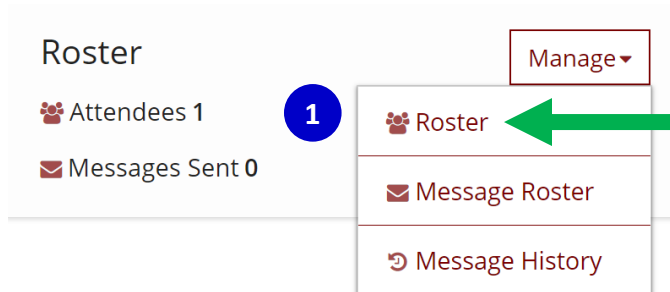 Roster
Manage
Attendees 1
1
Roster
Messages Sent 0
Message Roster
Message History